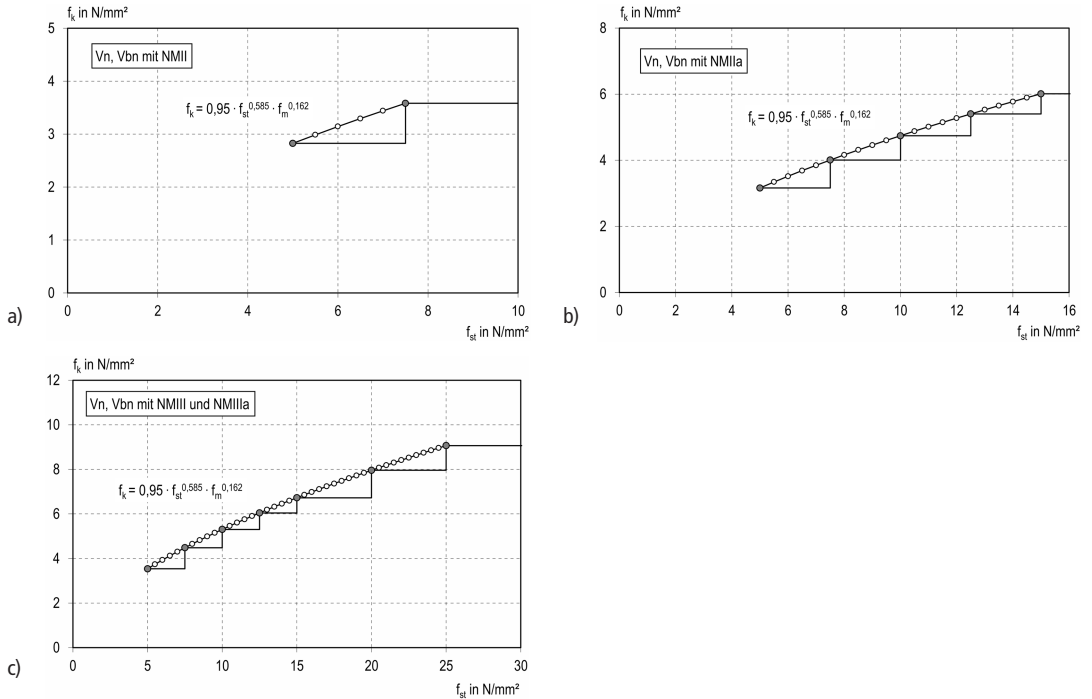 f_k in N/mm²
5
4
3
2
1
0
Vn, Vbn mit NMII
f_k = 0,95 · f_st^0,585 · f_m^0,162
0 2 4 6 8 10
f_st in N/mm²
a)
f_k in N/mm²
8
6
4
2
0
Vn, Vbn mit NMIIa
f_k = 0,95 · f_st^0,585 · f_m^0,162
0 2 4 6 8 10 12 14 16
f_st in N/mm²
b)
f_k in N/mm²
12
10
8
6
4
2
0
Vn, Vbn mit NMIII und NMIIIa
f_k = 0,95 · f_st^0,585 · f_m^0,162
0 5 10 15 20 25 30
f_st in N/mm²
c)